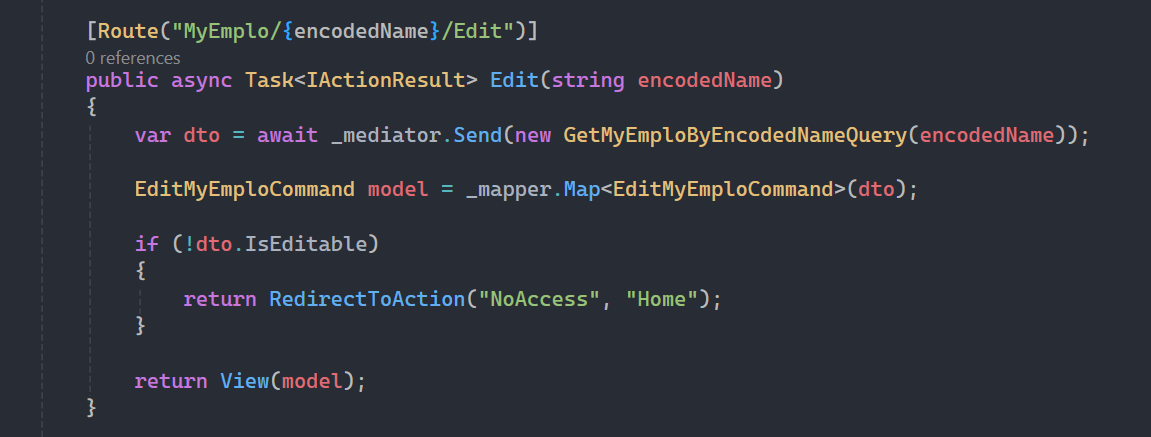 [Route("MyEmplo/{encodedName}/Edit")]
0 references
public async Task<IActionResult> Edit(string encodedName)
{
var dto = await _mediator.Send(new GetMyEmploByEncodedNameQuery(encodedName));
EditMyEmploCommand model = _mapper.Map<EditMyEmploCommand>(dto);
if (!dto.IsEditable)
{
return RedirectToAction("NoAccess", "Home");
}
return View(model);
}